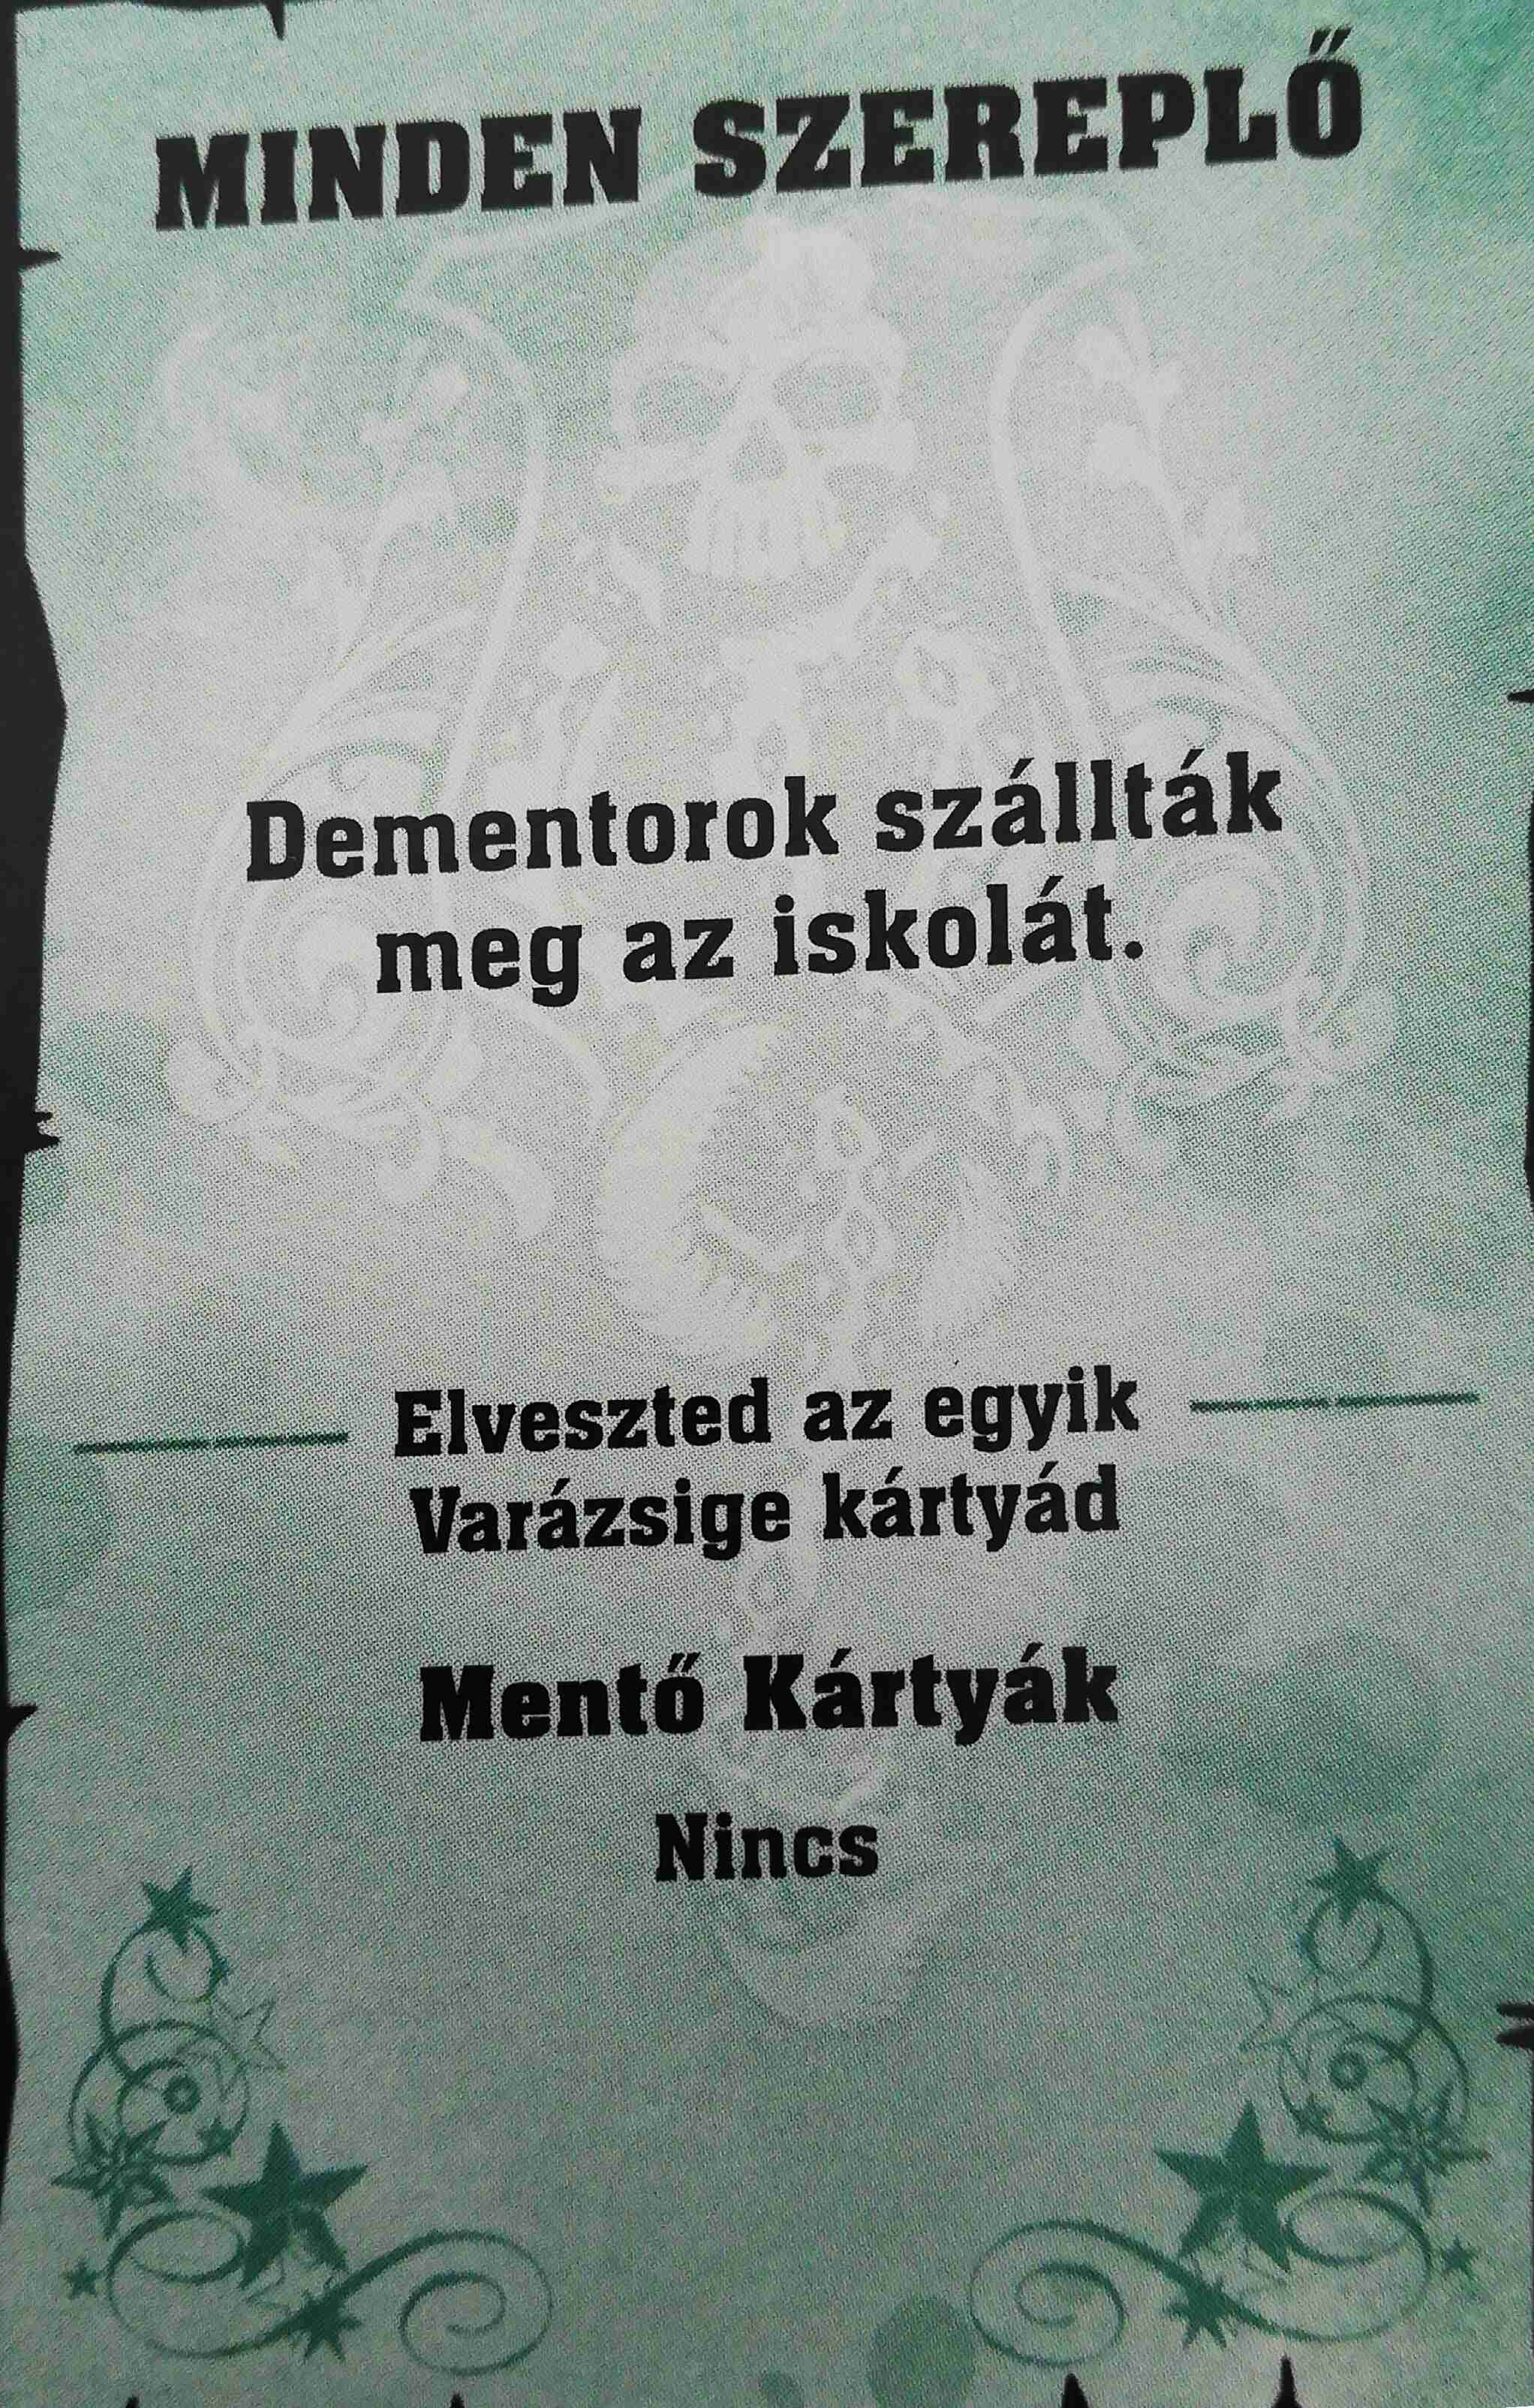 MINDEN SZEREPLŐ
Dementorok szállták
meg az iskolát.
Elveszted az egyik
Varázsige kártyád
Mentő Kártyák
Nincs